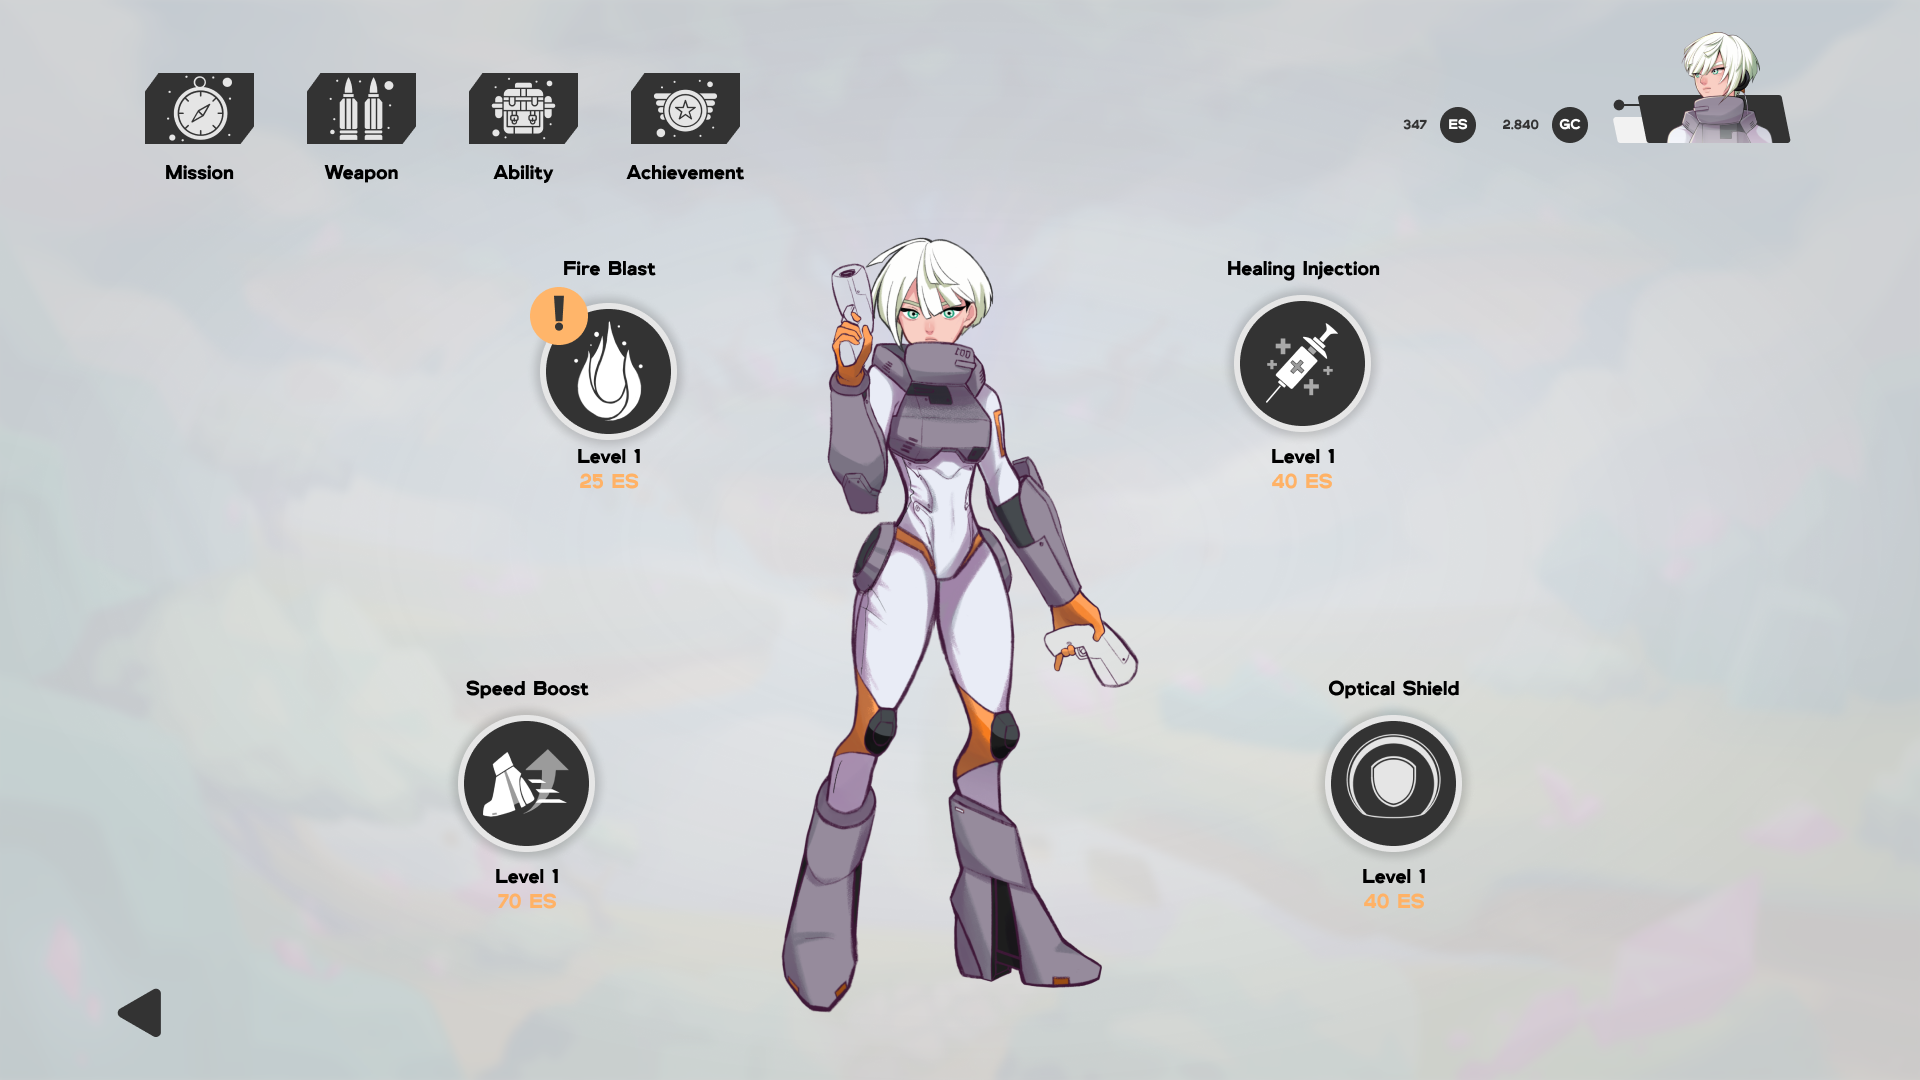 347 ES 2.840 GC
Mission Weapon Ability Achievement
Fire Blast
!
Level 1
25 ES
Healing Injection
Level 1
40 ES
Speed Boost
Level 1
70 ES
Optical Shield
Level 1
40 ES